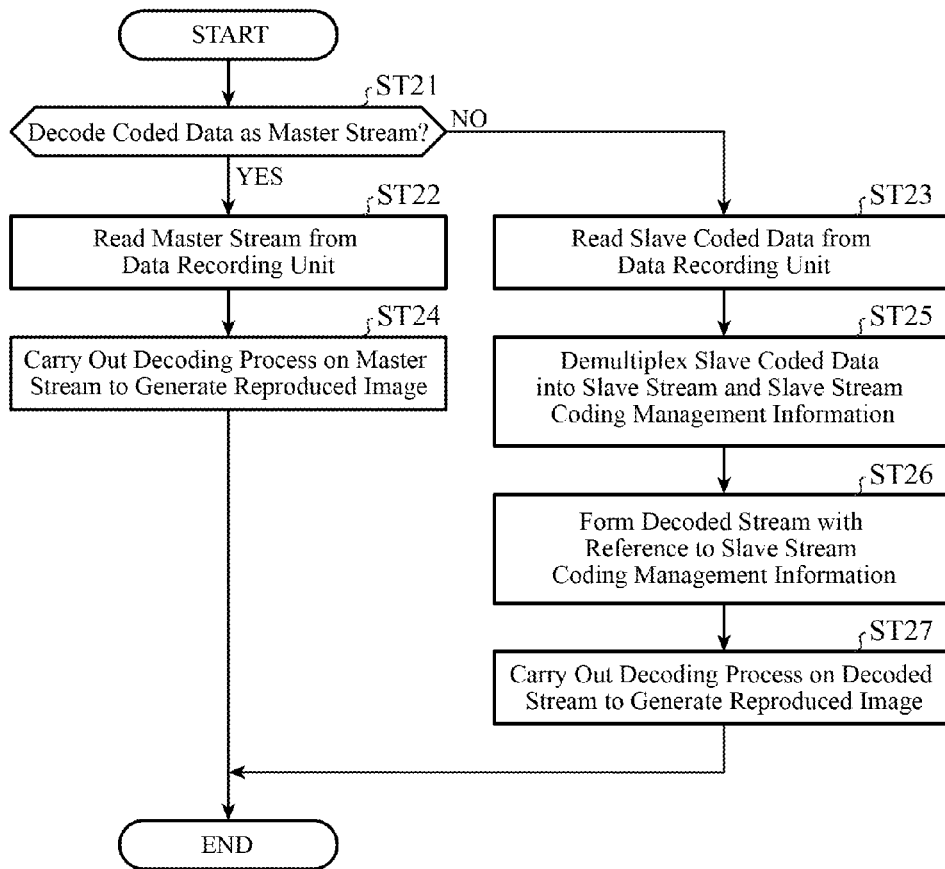 START
ST21
Decode Coded Data as Master Stream?
NO
YES
ST22
Read Master Stream from
Data Recording Unit
ST24
Carry Out Decoding Process on Master
Stream to Generate Reproduced Image
ST23
Read Slave Coded Data from
Data Recording Unit
ST25
Demultiplex Slave Coded Data
into Slave Stream and Slave Stream
Coding Management Information
ST26
Form Decoded Stream with
Reference to Slave Stream
Coding Management Information
ST27
Carry Out Decoding Process on Decoded
Stream to Generate Reproduced Image
END